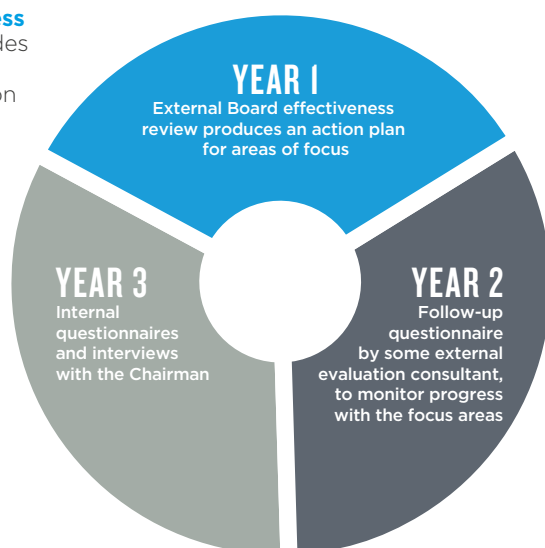 ess
des
on
YEAR 1
External Board effectiveness
review produces an action plan
for areas of focus
YEAR 2
Follow-up
questionnaire
by some external
evaluation consultant,
to monitor progress
with the focus areas
YEAR 3
Internal
questionnaires
and interviews
with the Chairman